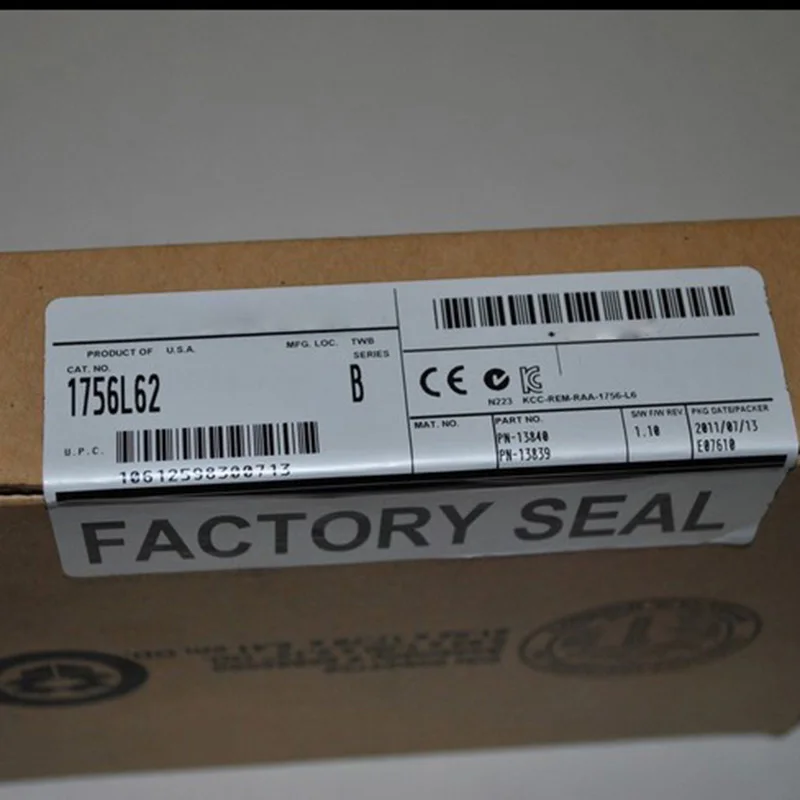 PRODUCT OF U.S.A.
MFG. LOC. TWB
CAT. NO.
SERIES
1756L62
B
U.P.C.
10612598300713
*
N223 KCC-REM-RAA-1756-L6
MAT. NO.
PART NO.
PN-13840
PN-13839
S/W F/W REV
1.10
PKG DATE/PACKER
2011/07/13
E07610
FACTORY SEAL